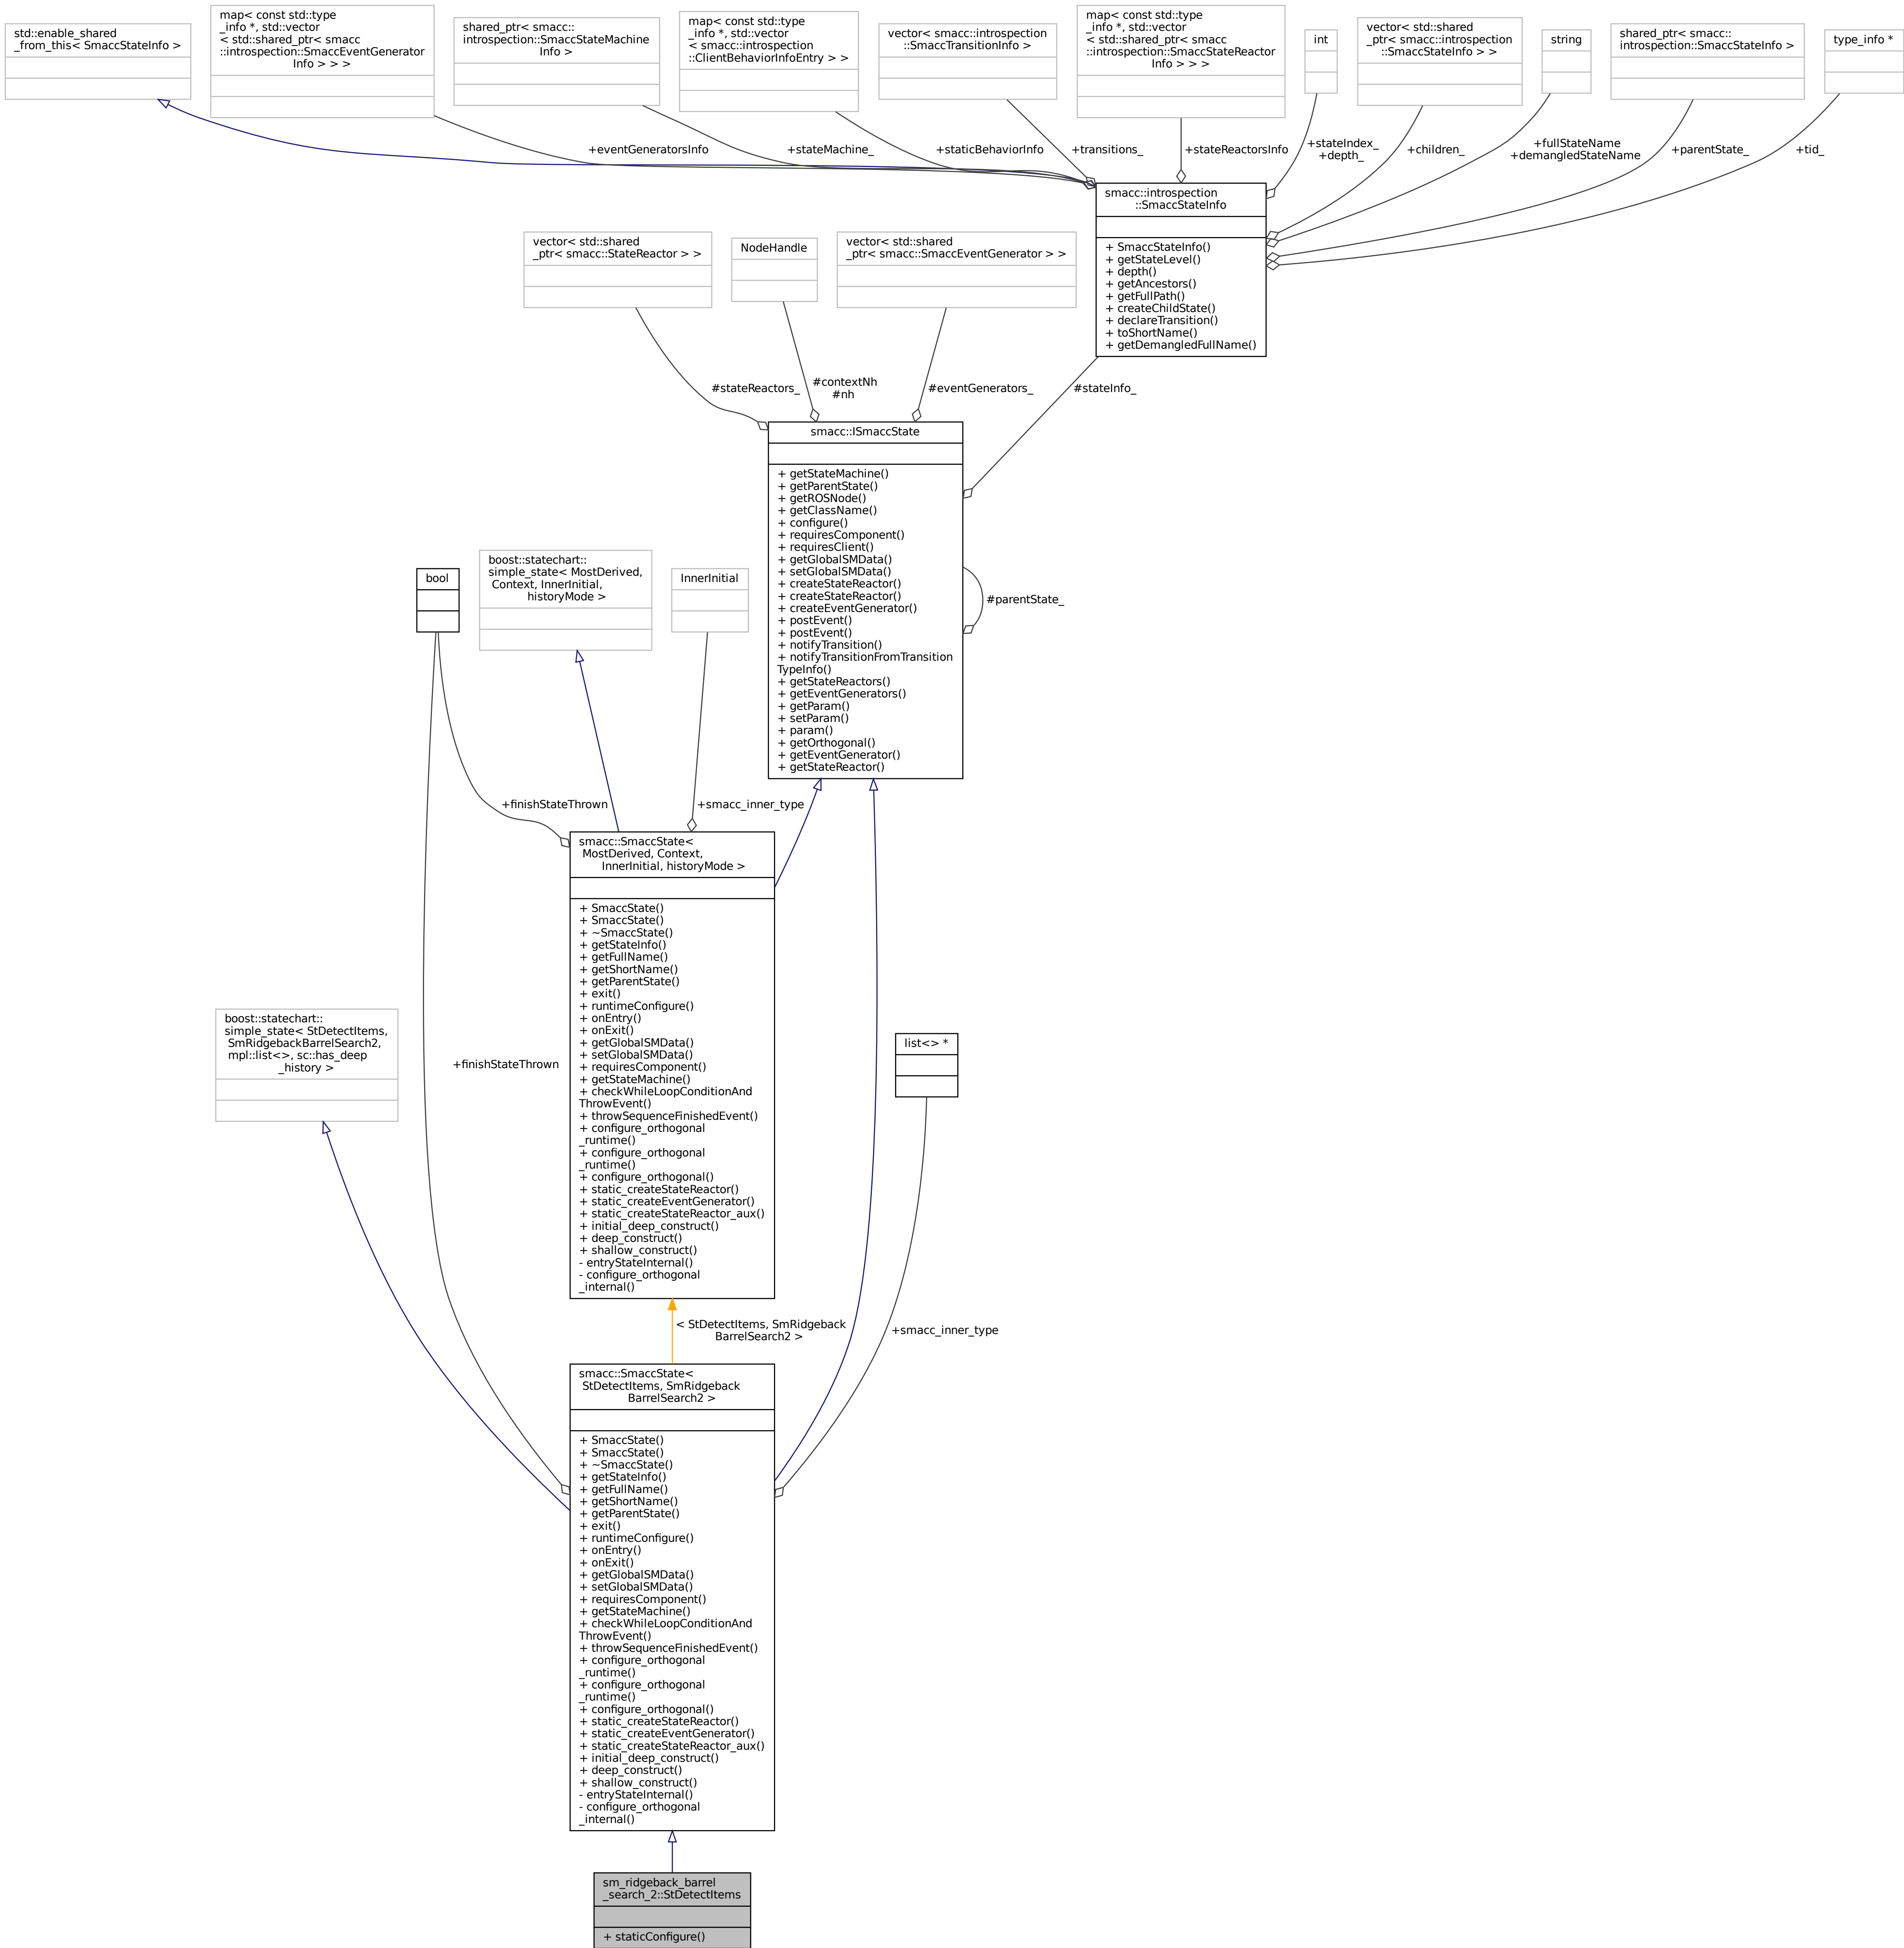 std::enable_shared
_from_this< SmaccStateInfo >
map< const std::type
_info *, std::vector
< std::shared_ptr< smacc
::introspection::SmaccEventGenerator
Info > > >
shared_ptr< smacc::
introspection::SmaccStateMachine
Info >
map< const std::type
_info *, std::vector
< smacc::introspection
::ClientBehaviorInfoEntry > >
vector< smacc::introspection
::SmaccTransitionInfo >
map< const std::type
_info *, std::vector
< std::shared_ptr< smacc
::introspection::SmaccStateReactor
Info > > >
int
vector< std::shared
_ptr< smacc::introspection
::SmaccStateInfo > >
string
shared_ptr< smacc::
introspection::SmaccStateInfo >
type_info *
+eventGeneratorsInfo
+stateMachine_
+staticBehaviorInfo
+transitions_
+stateReactorsInfo
+stateIndex_
+depth_
+children_
+fullStateName
+demangledStateName
+parentState_
+tid_
smacc::introspection
::SmaccStateInfo
+ SmaccStateInfo()
+ getStateLevel()
+ depth()
+ getAncestors()
+ getFullPath()
+ createChildState()
+ declareTransition()
+ toShortName()
+ getDemangledFullName()
vector< std::shared
_ptr< smacc::StateReactor > >
NodeHandle
vector< std::shared
_ptr< smacc::SmaccEventGenerator > >
#stateReactors_
#contextNh
#nh
#eventGenerators_
#stateInfo_
smacc::ISmaccState
+ getStateMachine()
+ getParentState()
+ getROSNode()
+ getClassName()
+ configure()
+ requiresComponent()
+ requiresClient()
+ getGlobalSMData()
+ setGlobalSMData()
+ createStateReactor()
+ createStateReactor()
+ createEventGenerator()
+ postEvent()
+ postEvent()
+ notifyTransition()
+ notifyTransitionFromTransition
TypeInfo()
+ getStateReactors()
+ getEventGenerators()
+ getParam()
+ setParam()
+ param()
+ getOrthogonal()
+ getEventGenerator()
+ getStateReactor()
#parentState_
bool
boost::statechart::
simple_state< MostDerived,
Context, InnerInitial,
historyMode >
InnerInitial
+finishStateThrown
+smacc_inner_type
smacc::SmaccState<
MostDerived, Context,
InnerInitial, historyMode >
+ SmaccState()
+ SmaccState()
+ ~SmaccState()
+ getStateInfo()
+ getFullName()
+ getShortName()
+ getParentState()
+ exit()
+ runtimeConfigure()
+ onEntry()
+ onExit()
+ getGlobalSMData()
+ setGlobalSMData()
+ requiresComponent()
+ getStateMachine()
+ checkWhileLoopConditionAnd
ThrowEvent()
+ throwSequenceFinishedEvent()
+ configure_orthogonal
_runtime()
+ configure_orthogonal
_runtime()
+ configure_orthogonal()
+ static_createStateReactor()
+ static_createEventGenerator()
+ static_createStateReactor_aux()
+ initial_deep_construct()
+ deep_construct()
+ shallow_construct()
- entryStateInternal()
- configure_orthogonal
_internal()
boost::statechart::
simple_state< StDetectItems,
SmRidgebackBarrelSearch2,
mpl::list<>, sc::has_deep
_history >
+finishStateThrown
list<> *
< StDetectItems, SmRidgeback
BarrelSearch2 >
+smacc_inner_type
smacc::SmaccState<
StDetectItems, SmRidgeback
BarrelSearch2 >
+ SmaccState()
+ SmaccState()
+ ~SmaccState()
+ getStateInfo()
+ getFullName()
+ getShortName()
+ getParentState()
+ exit()
+ runtimeConfigure()
+ onEntry()
+ onExit()
+ getGlobalSMData()
+ setGlobalSMData()
+ requiresComponent()
+ getStateMachine()
+ checkWhileLoopConditionAnd
ThrowEvent()
+ throwSequenceFinishedEvent()
+ configure_orthogonal
_runtime()
+ configure_orthogonal
_runtime()
+ configure_orthogonal()
+ static_createStateReactor()
+ static_createEventGenerator()
+ static_createStateReactor_aux()
+ initial_deep_construct()
+ deep_construct()
+ shallow_construct()
- entryStateInternal()
- configure_orthogonal
_internal()
sm_ridgeback_barrel
_search_2::StDetectItems
+ staticConfigure()